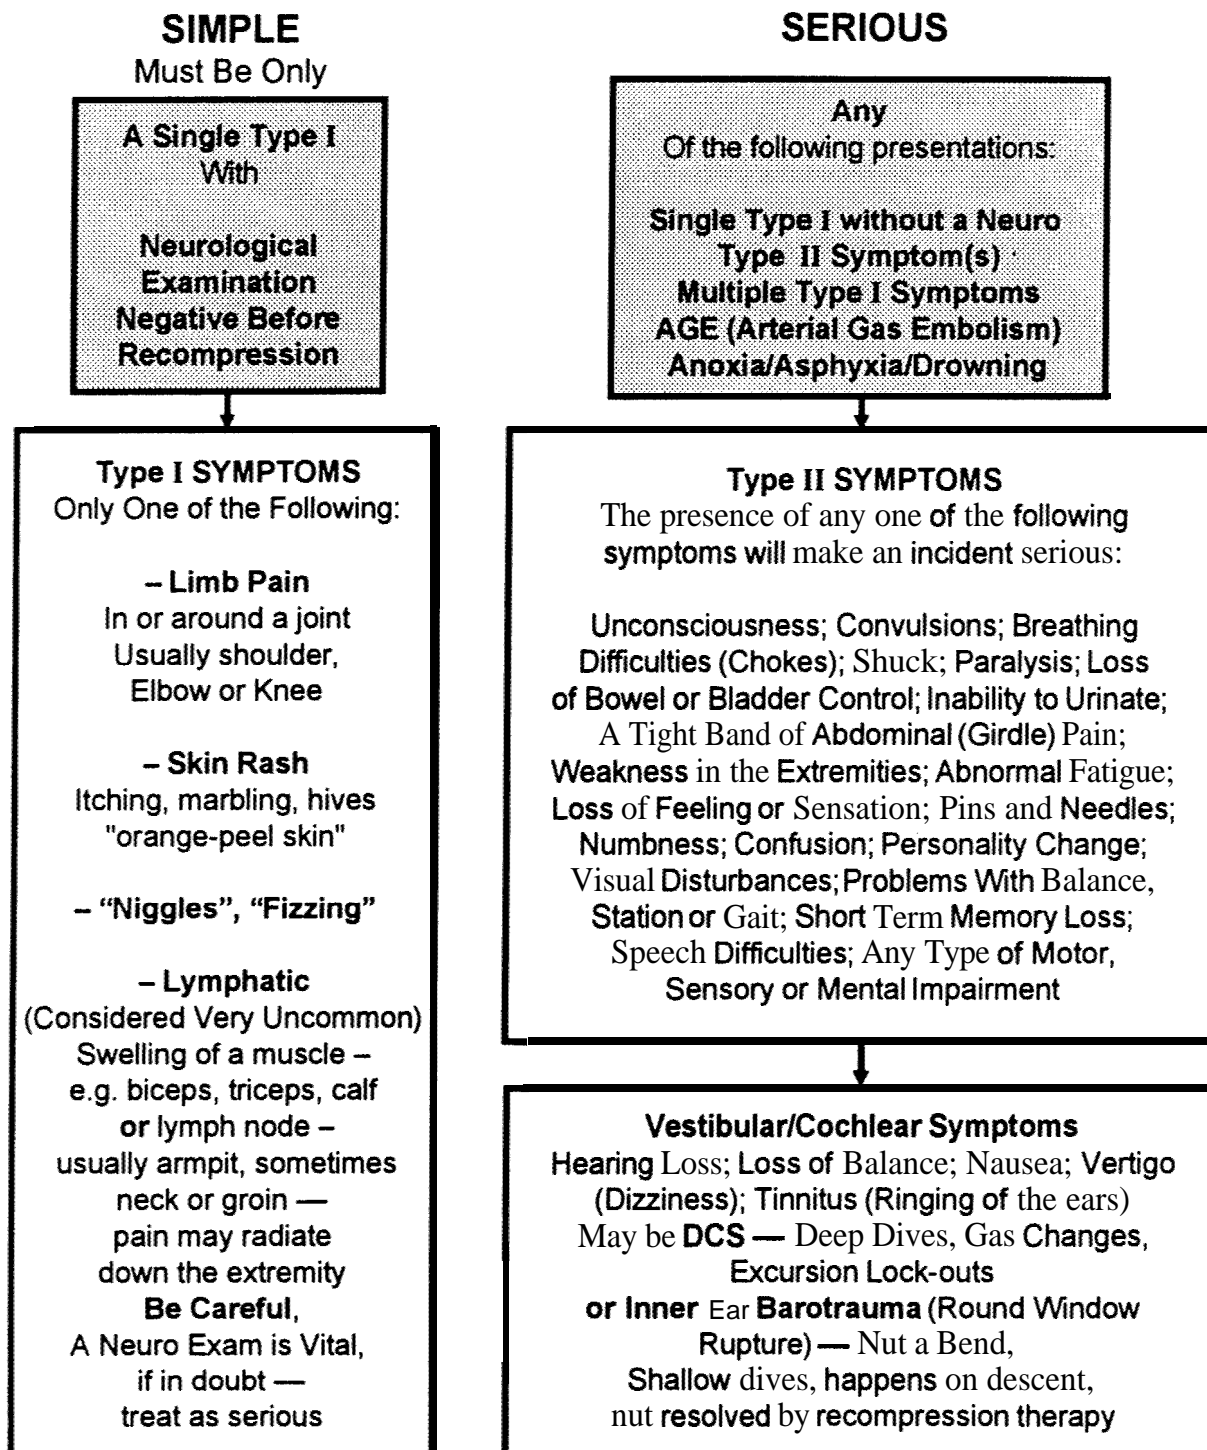 SIMPLE
Must Be Only
A Single Type I
With
Neurological
Examination
Negative Before
Recompression
Type I SYMPTOMS
Only One of the Following:
– Limb Pain
In or around a joint
Usually shoulder,
Elbow or Knee
– Skin Rash
Itching, marbling, hives
"orange-peel skin"
– “Niggles”, “Fizzing”
– Lymphatic
(Considered Very Uncommon)
Swelling of a muscle –
e.g. biceps, triceps, calf
or lymph node –
usually armpit, sometimes
neck or groin —
pain may radiate
down the extremity
Be Careful,
A Neuro Exam is Vital,
if in doubt —
treat as serious
SERIOUS
Any
Of the following presentations:
Single Type I without a Neuro
Type II Symptom(s)
Multiple Type I Symptoms
AGE (Arterial Gas Embolism)
Anoxia/Asphyxia/Drowning
Type II SYMPTOMS
The presence of any one of the following
symptoms will make an incident serious:
Unconsciousness; Convulsions; Breathing
Difficulties (Chokes); Shuck; Paralysis; Loss
of Bowel or Bladder Control; Inability to Urinate;
A Tight Band of Abdominal (Girdle) Pain;
Weakness in the Extremities; Abnormal Fatigue;
Loss of Feeling or Sensation; Pins and Needles;
Numbness; Confusion; Personality Change;
Visual Disturbances; Problems With Balance,
Station or Gait; Short Term Memory Loss;
Speech Difficulties; Any Type of Motor,
Sensory or Mental Impairment
Vestibular/Cochlear Symptoms
Hearing Loss; Loss of Balance; Nausea; Vertigo
(Dizziness); Tinnitus (Ringing of the ears)
May be DCS — Deep Dives, Gas Changes,
Excursion Lock-outs
or Inner Ear Barotrauma (Round Window
Rupture) — Nut a Bend,
Shallow dives, happens on descent,
nut resolved by recompression therapy